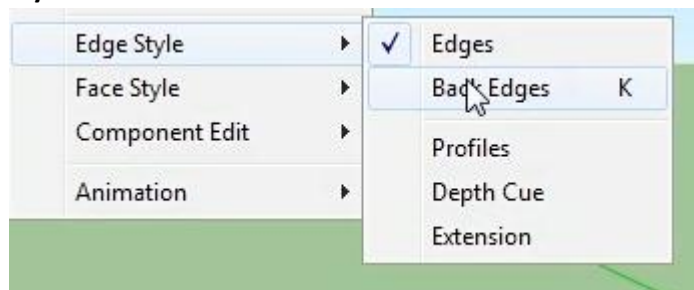 Edge Style
Face Style
Component Edit
Animation
✓ Edges
Back Edges K
Profiles
Depth Cue
Extension